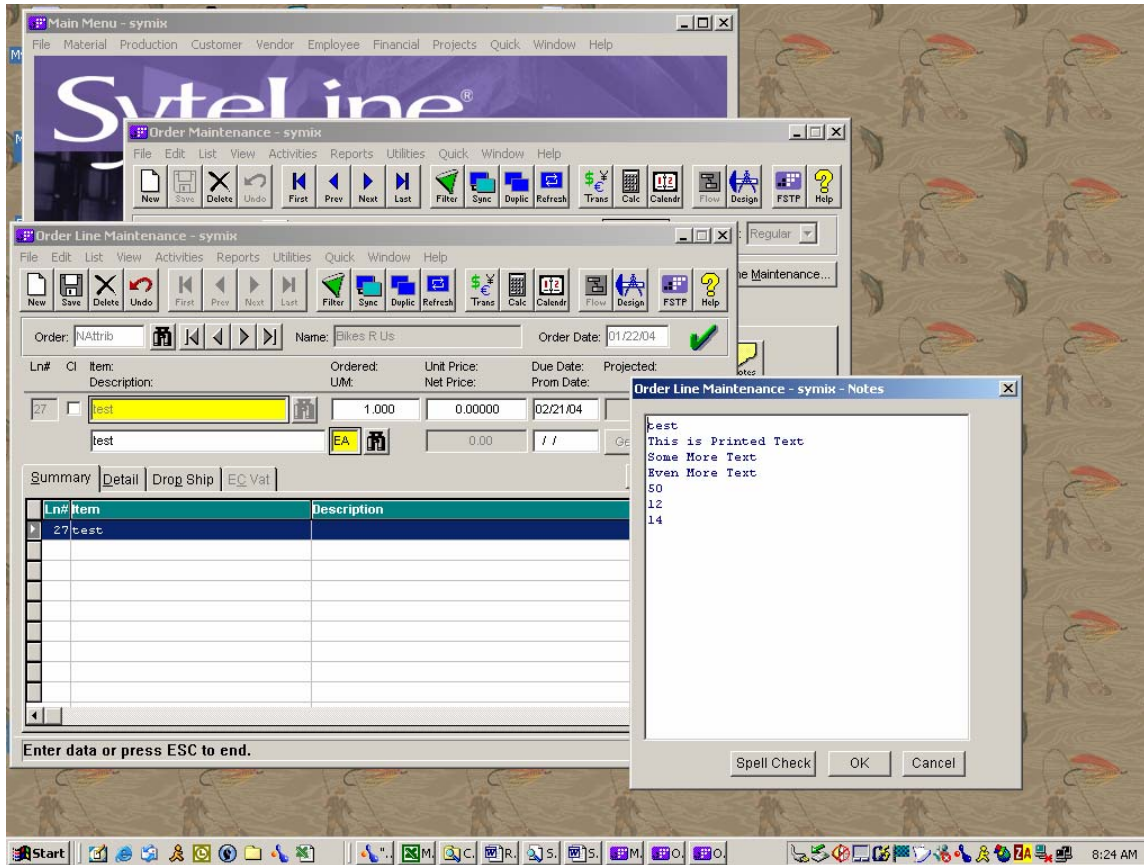 Main Menu - symix
File Material Production Customer Vendor Employee Financial Projects Quick Window Help
SyteLine®
Order Maintenance - symix
File Edit List View Activities Reports Utilities Quick Window Help
New Save Delete Undo First Prev Next Last Filter Sync Duplic Refresh Trans Calc Calendr Flow Design FSTP Help
Regular
Maintenance...
Order Line Maintenance - symix
File Edit List View Activities Reports Utilities Quick Window Help
New Save Delete Undo First Prev Next Last Filter Sync Duplic Refresh Trans Calc Calendr Flow Design FSTP Help
Order: NAttrib Name: Bikes R Us Order Date: 01/22/04
Ln# Cl Item: Ordered: Unit Price: Due Date: Projected:
Description: U/M: Net Price: Prom Date:
27 test 1.000 0.00000 02/21/04
test EA 0.00 / /
Summary Detail Drop Ship EC Vat
Ln# Item Description
27 test
Enter data or press ESC to end.
Order Line Maintenance - symix - Notes
test
This is Printed Text
Some More Text
Even More Text
50
12
14
Spell Check OK Cancel
Start "... M. C. R. S. S. M. O. O. 8:24 AM